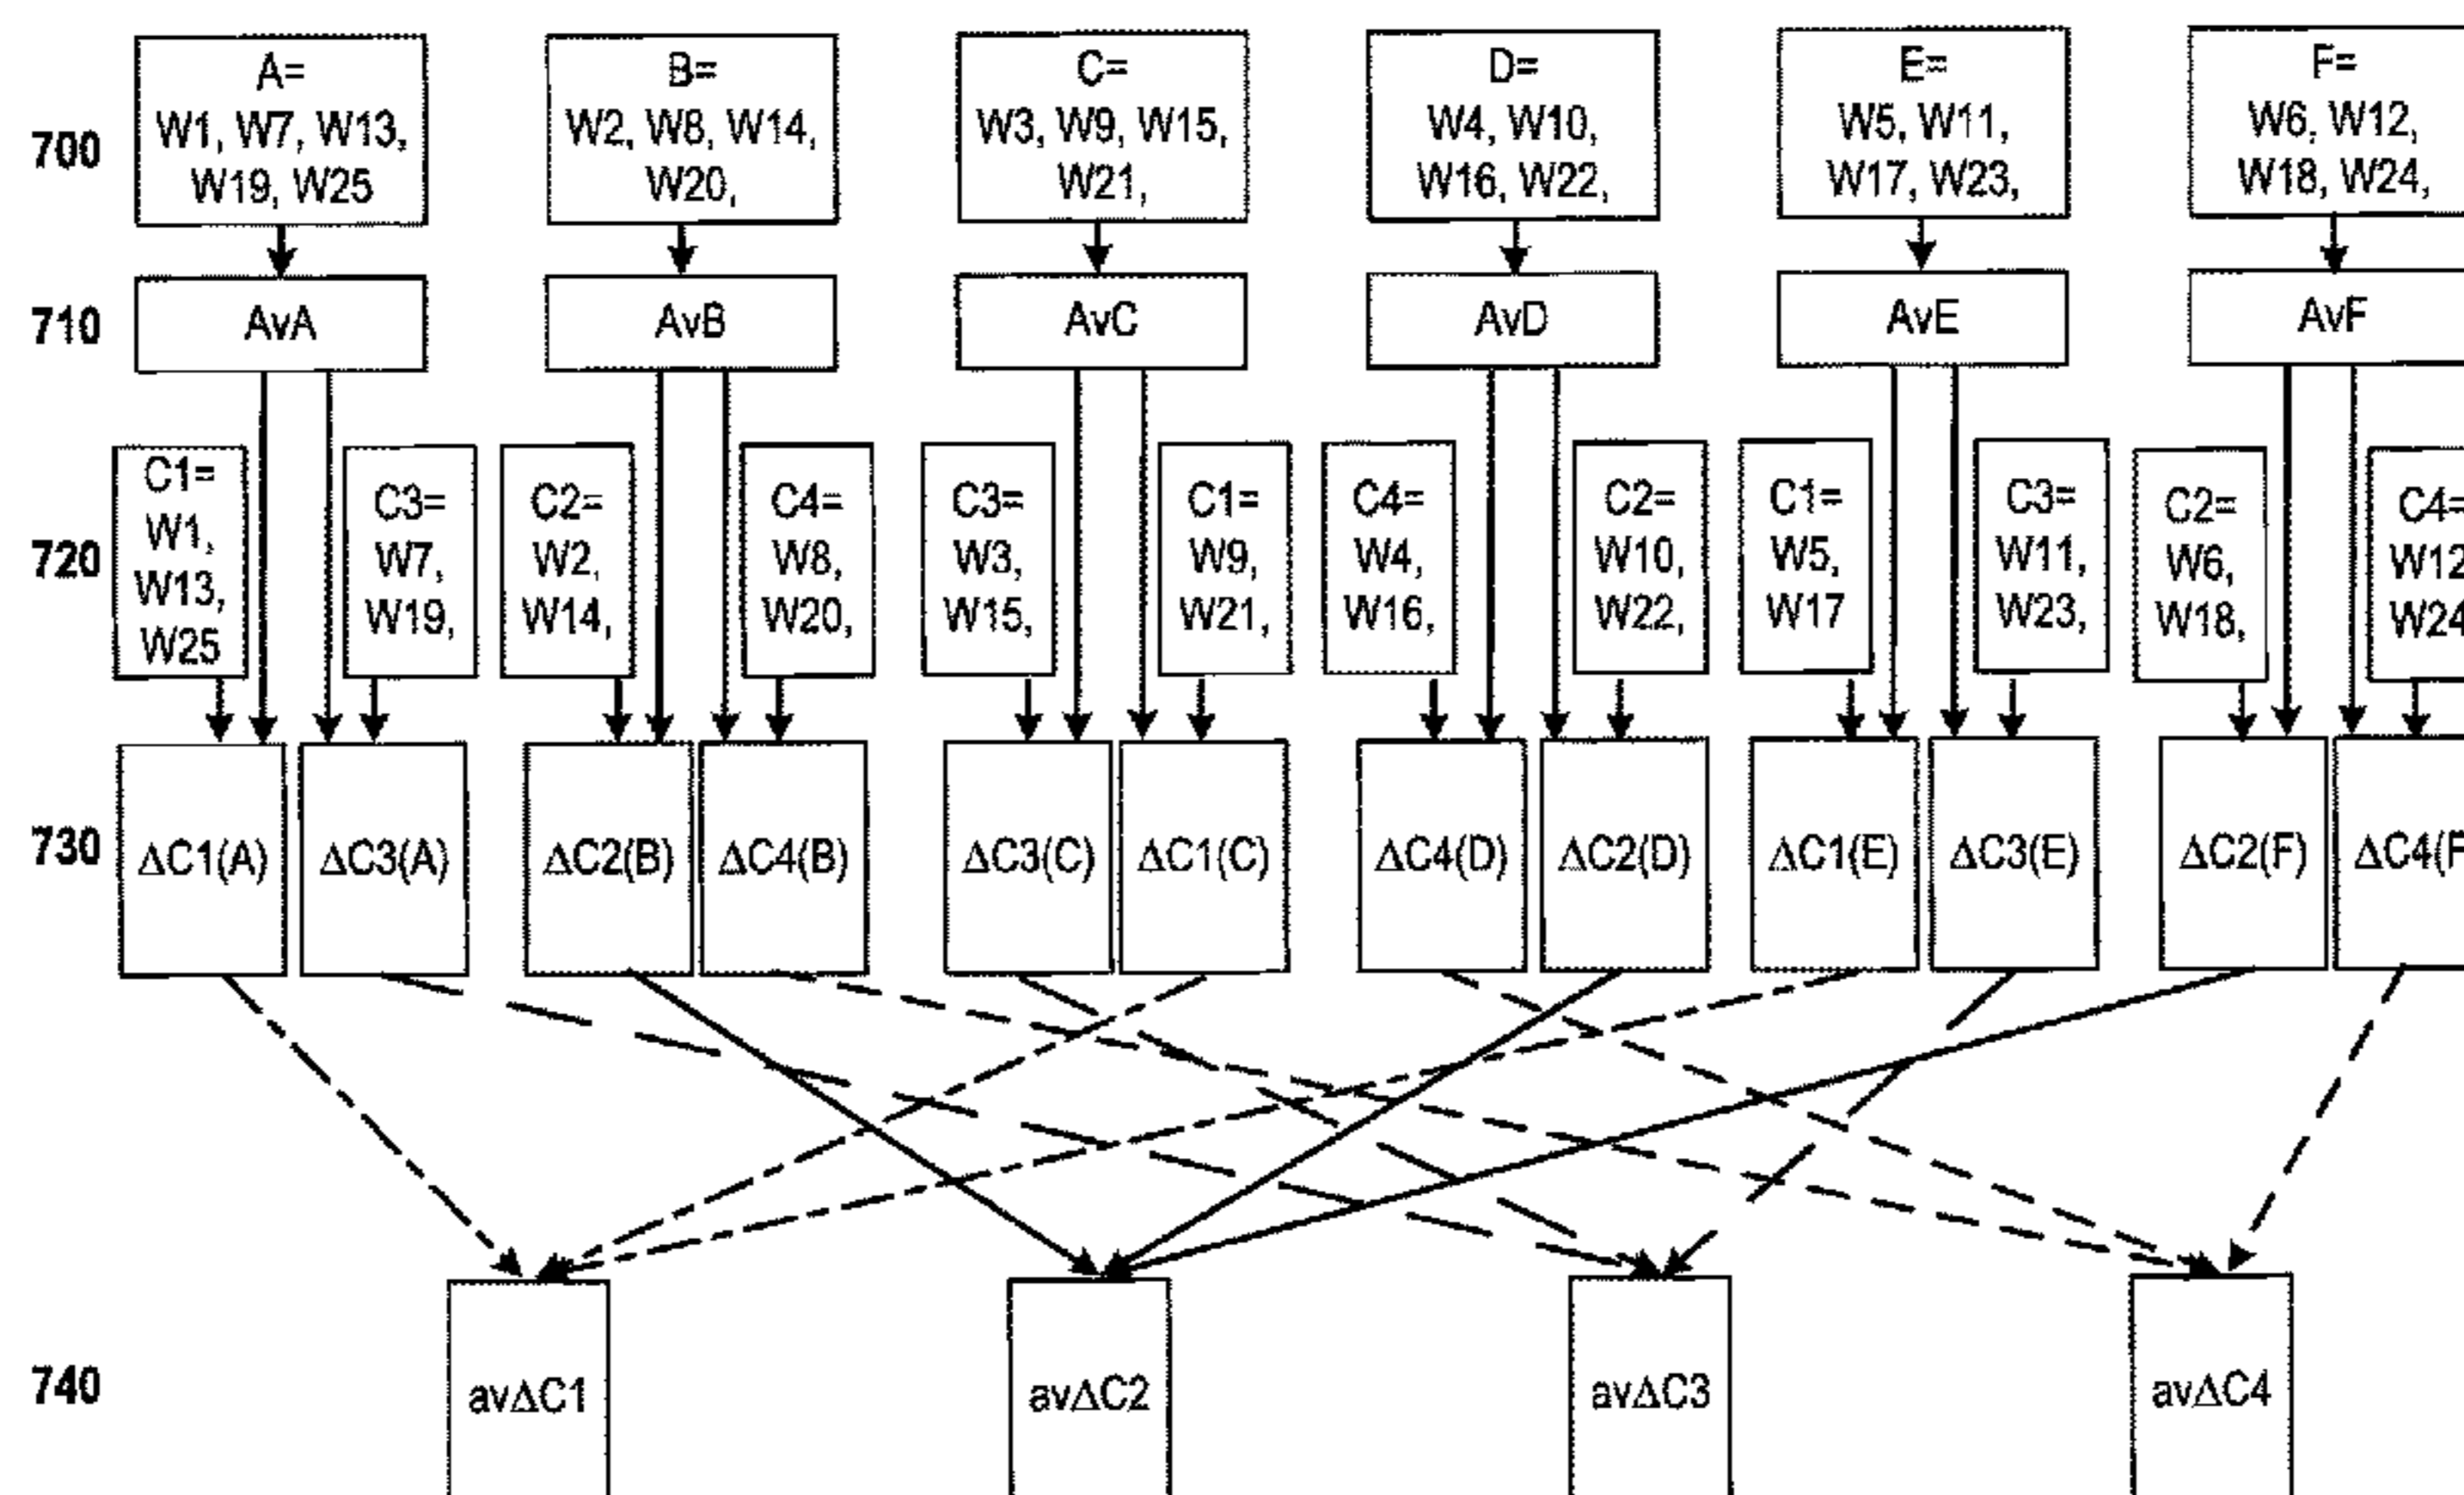 700
A=
W1, W7, W13,
W19, W25
B=
W2, W8, W14,
W20,
C=
W3, W9, W15,
W21,
D=
W4, W10,
W16, W22,
E=
W5, W11,
W17, W23,
F=
W6, W12,
W18, W24,
710
AvA
AvB
AvC
AvD
AvE
AvF
720
C1=
W1,
W13,
W25
C3=
W7,
W19,
C2=
W2,
W14,
C4=
W8,
W20,
C3=
W3,
W15,
C1=
W9,
W21,
C4=
W4,
W16,
C2=
W10,
W22,
C1=
W5,
W17
C3=
W11,
W23,
C2=
W6,
W18,
C4=
W12
W24
730
ΔC1(A)
ΔC3(A)
ΔC2(B)
ΔC4(B)
ΔC3(C)
ΔC1(C)
ΔC4(D)
ΔC2(D)
ΔC1(E)
ΔC3(E)
ΔC2(F)
ΔC4(F
740
avΔC1
avΔC2
avΔC3
avΔC4